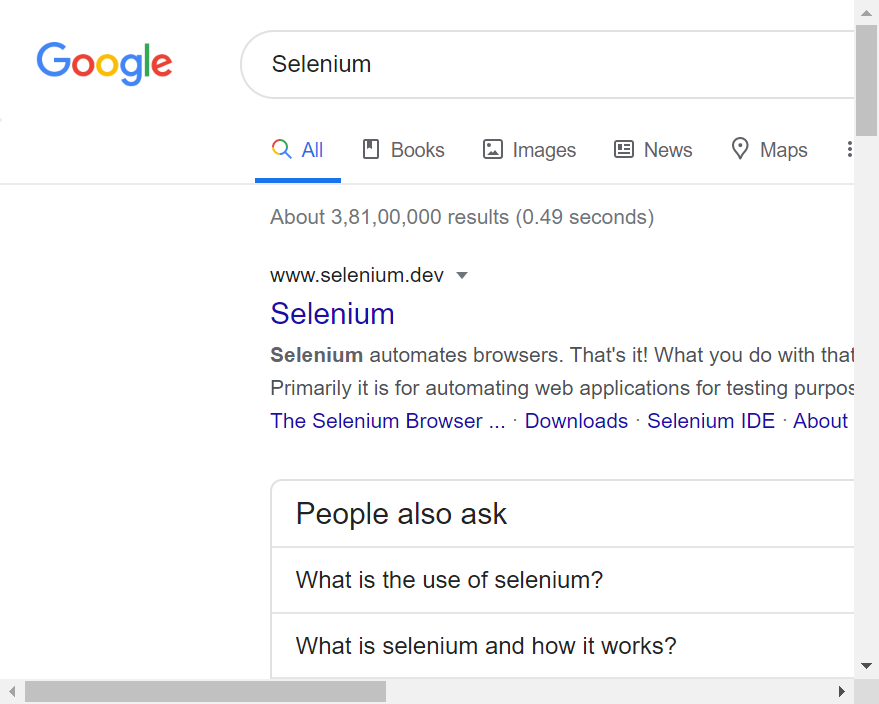 Google
Selenium
All Books Images News Maps
About 3,81,00,000 results (0.49 seconds)
www.selenium.dev
Selenium
Selenium automates browsers. That's it! What you do with that
Primarily it is for automating web applications for testing purpos
The Selenium Browser ... · Downloads · Selenium IDE · About
People also ask
What is the use of selenium?
What is selenium and how it works?